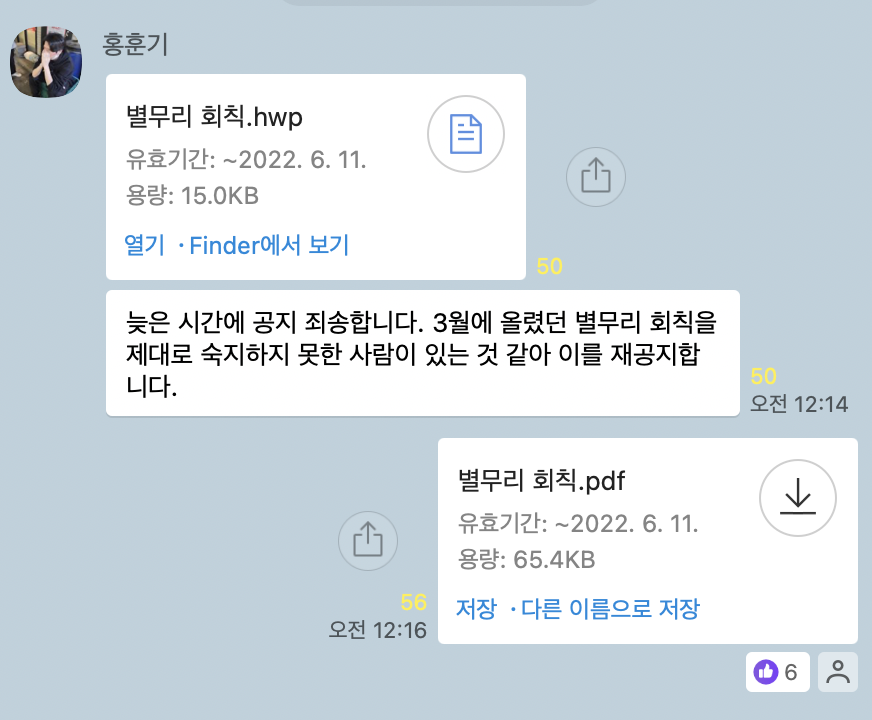 홍훈기
별무리 회칙.hwp
유효기간: ~2022. 6. 11.
용량: 15.0KB
열기 · Finder에서 보기
50
늦은 시간에 공지 죄송합니다. 3월에 올렸던 별무리 회칙을
제대로 숙지하지 못한 사람이 있는 것 같아 이를 재공지합
니다.
50
오전 12:14
별무리 회칙.pdf
유효기간: ~2022. 6. 11.
용량: 65.4KB
저장 · 다른 이름으로 저장
56
오전 12:16
6